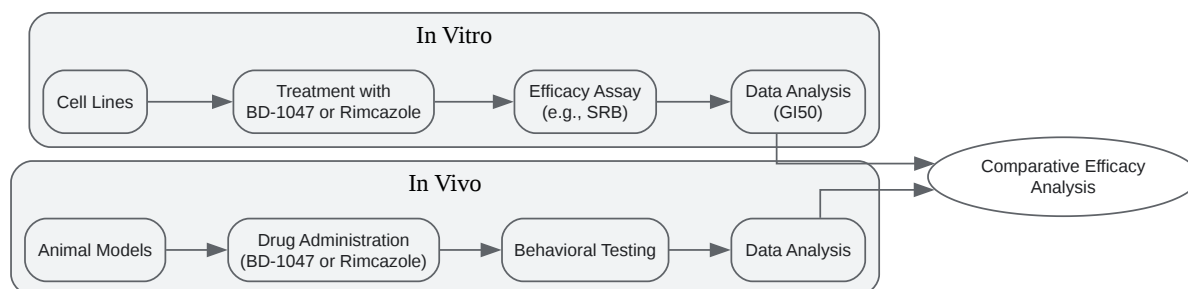 In Vitro
Cell Lines
Treatment with
BD-1047 or Rimcazole
Efficacy Assay
(e.g., SRB)
Data Analysis
(GI50)
In Vivo
Animal Models
Drug Administration
(BD-1047 or Rimcazole)
Behavioral Testing
Data Analysis
Comparative Efficacy
Analysis